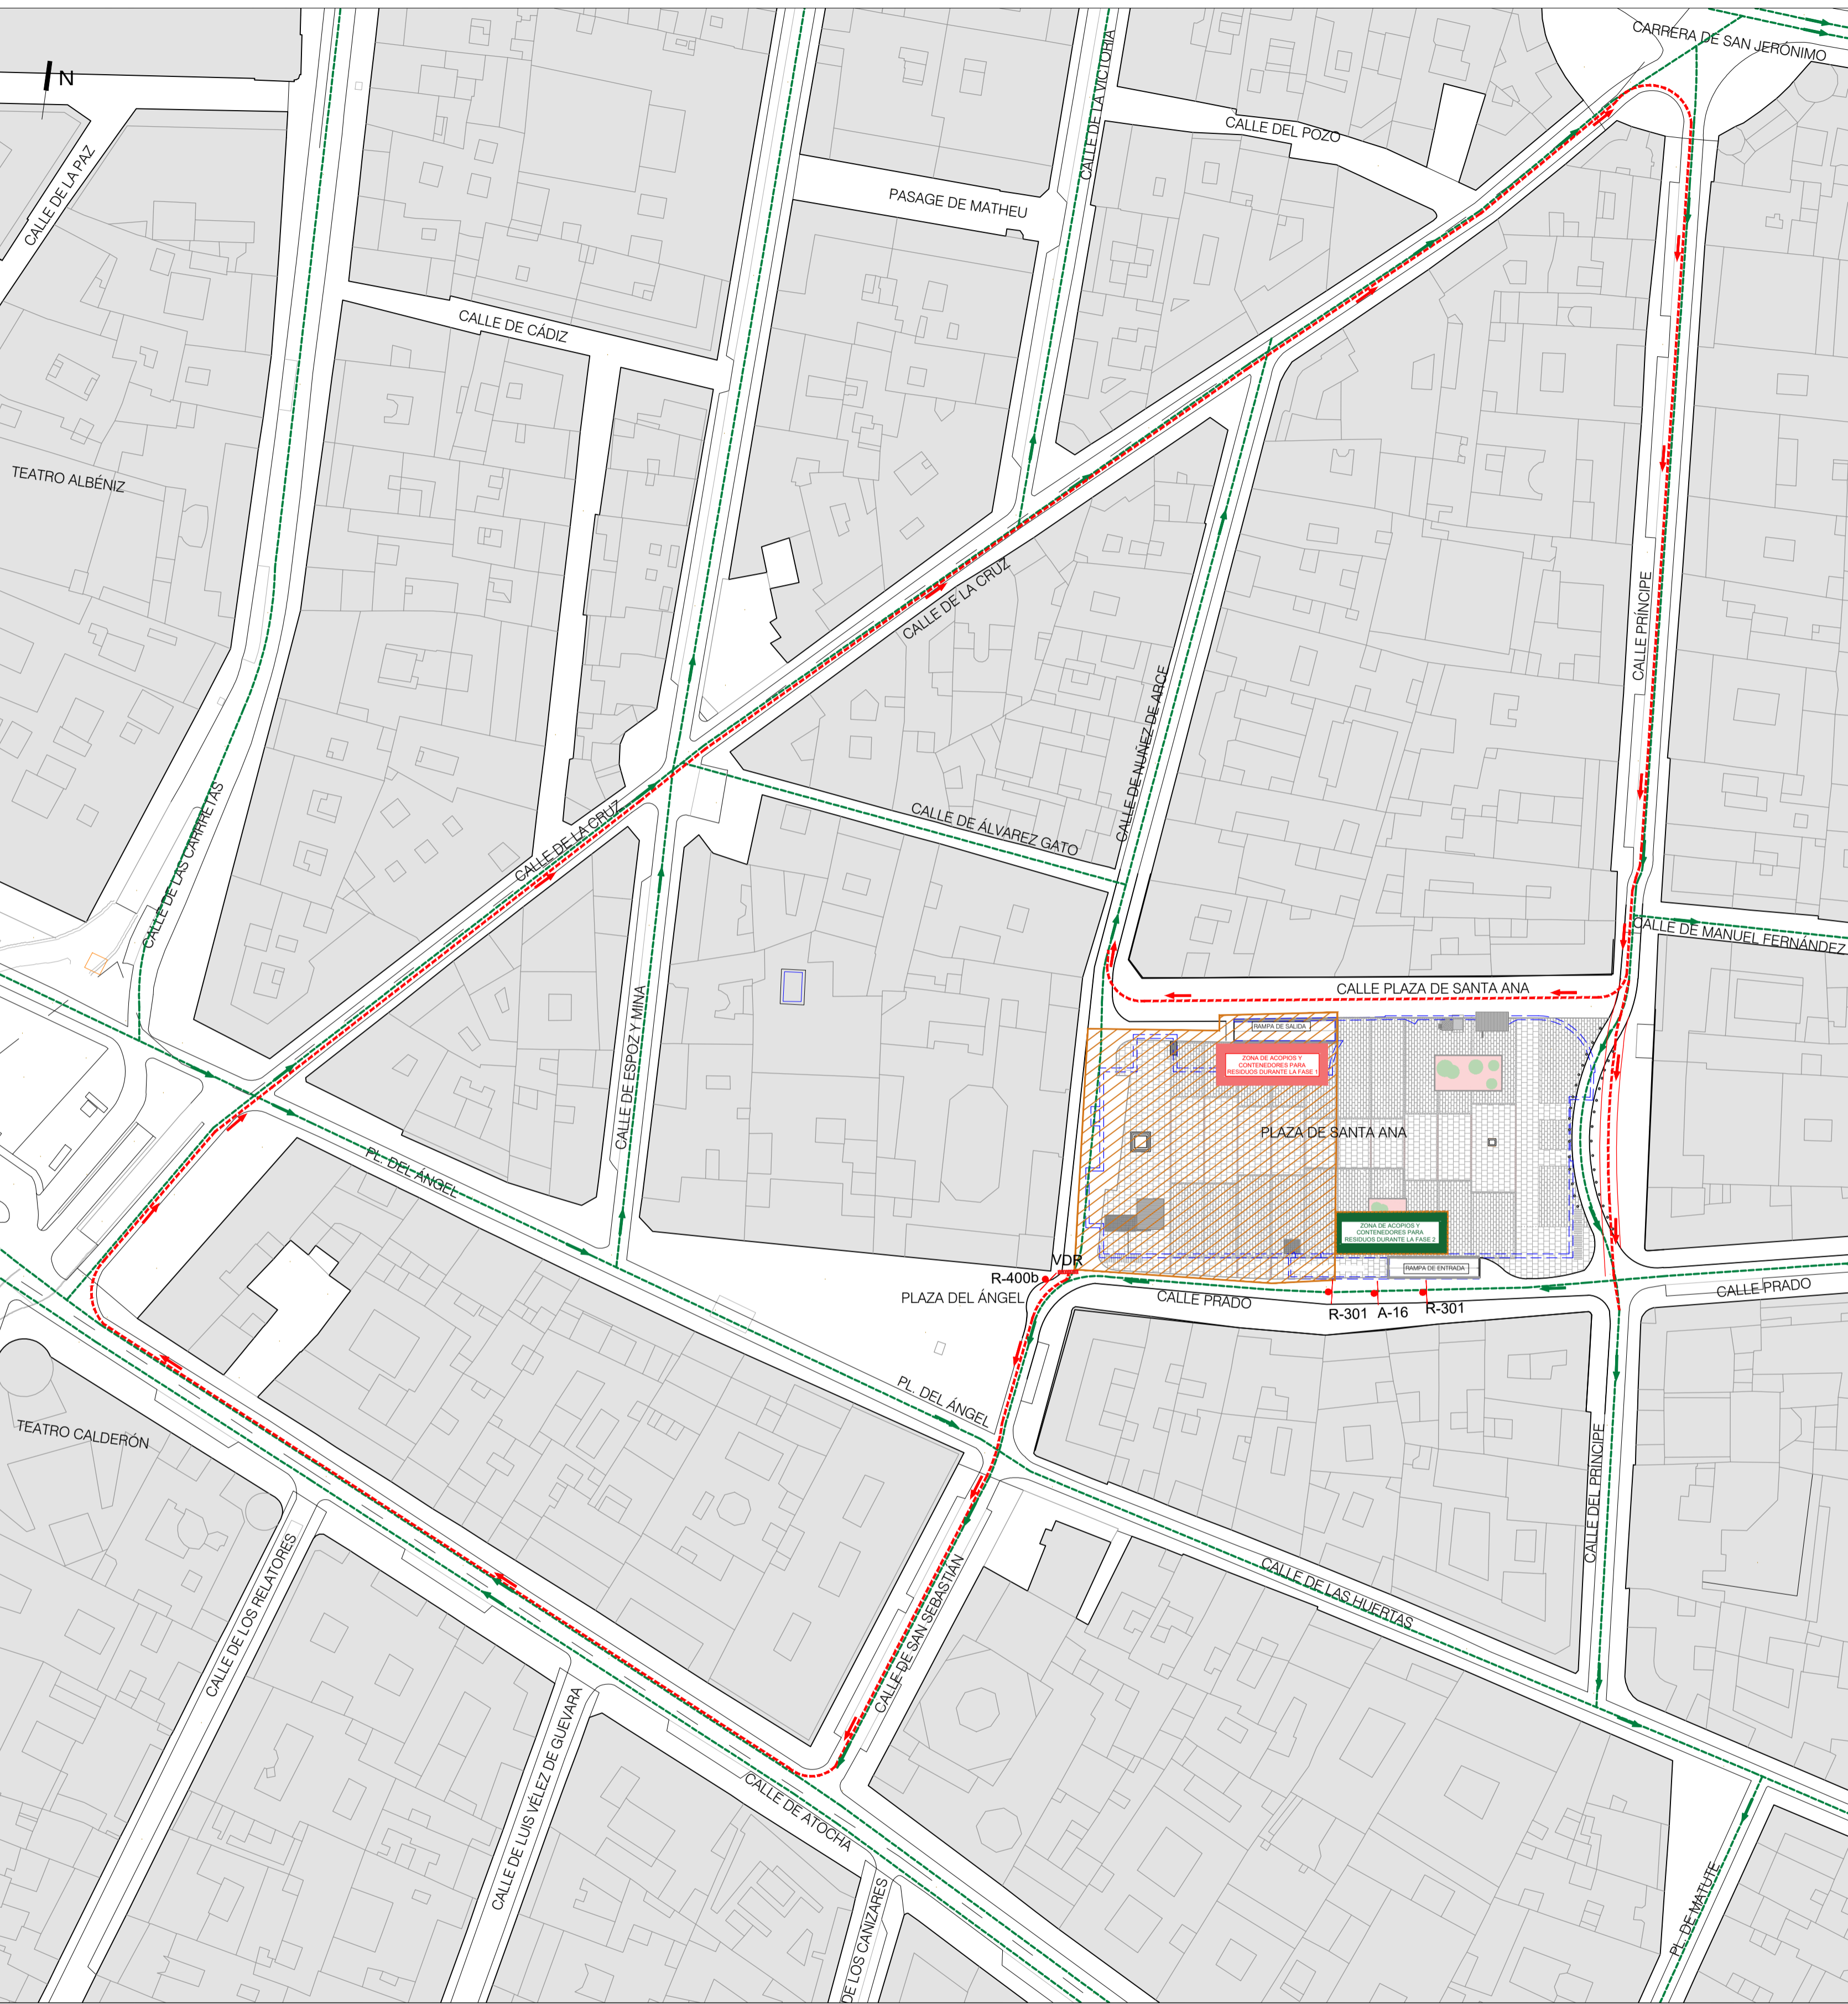 CARRERA DE SAN JERÓNIMO
N
CALLE DE LA VICTORIA
CALLE DEL POZO
CALLE DE LA PAZ
PASAGE DE MATHEU
CALLE DE CÁDIZ
TEATRO ALBÉNIZ
CALLE DE LA CRUZ
CALLE PRÍNCIPE
CALLE DE NUÑEZ DE ARCE
CALLE DE ÁLVAREZ GATO
CALLE DE LA CRUZ
CALLE DE LAS CARRRETAS
CALLE DE MANUEL FERNÁNDEZ
CALLE PLAZA DE SANTA ANA
CALLE DE ESPOZ Y MINA
RAMPA DE SALIDA
ZONA DE ACOPIOS Y
CONTENEDORES PARA
RESIDUOS DURANTE LA FASE 1
PLAZA DE SANTA ANA
PL. DEL ÁNGEL
ZONA DE ACOPIOS Y
CONTENEDORES PARA
RESIDUOS DURANTE LA FASE 2
VDR
R-400b
RAMPA DE ENTRADA
PLAZA DEL ÁNGEL
CALLE PRADO
CALLE PRADO
R-301
A-16
R-301
PL. DEL ÁNGEL
TEATRO CALDERÓN
CALLE DEL PRINCIPE
CALLE DE LOS RELATORES
CALLE DE SAN SEBASTIÁN
CALLE DE LAS HUERTAS
CALLE DE LUIS VÉLEZ DE GUEVARA
CALLE DE ATOCHA
DE LOS CANIZARES
PL. DE MATUTE